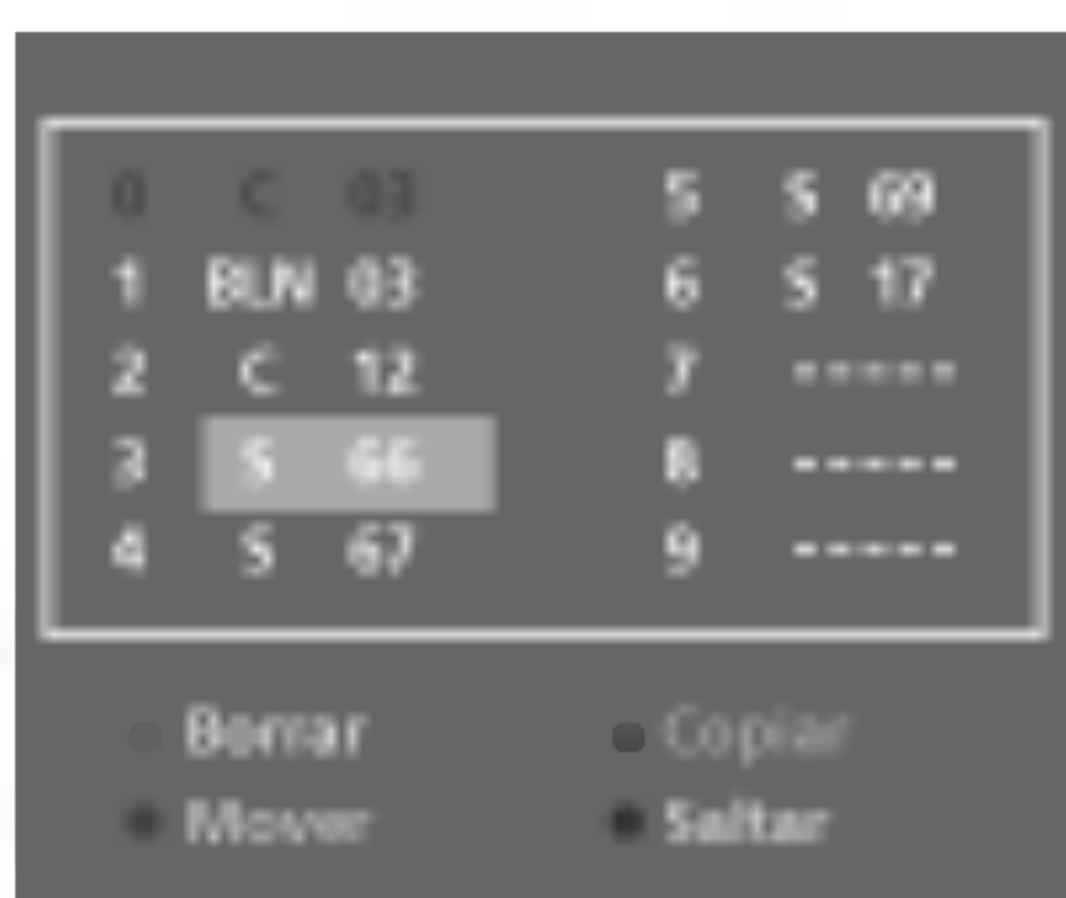 0 C 03 5 S 69
1 BLN 03 6 S 17
2 C 12 7 -----
3 S 66 8 -----
4 S 67 9 -----
Borrar Copiar
Mover Saltar